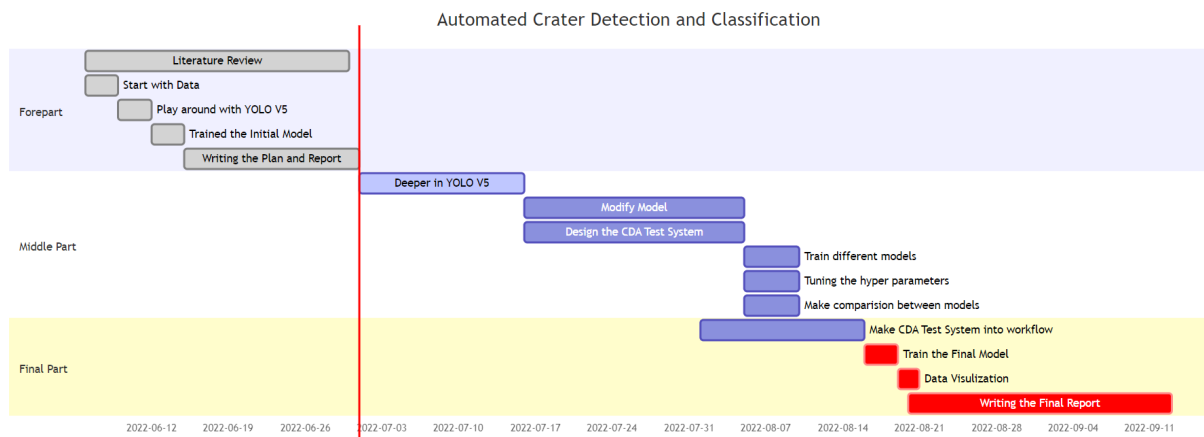 Automated Crater Detection and Classification
Forepart
Literature Review
Start with Data
Play around with YOLO V5
Trained the Initial Model
Writing the Plan and Report
Middle Part
Deeper in YOLO V5
Modify Model
Design the CDA Test System
Train different models
Tuning the hyper parameters
Make comparision between models
Final Part
Make CDA Test System into workflow
Train the Final Model
Data Visulization
Writing the Final Report
2022-06-12 2022-06-19 2022-06-26 2022-07-03 2022-07-10 2022-07-17 2022-07-24 2022-07-31 2022-08-07 2022-08-14 2022-08-21 2022-08-28 2022-09-04 2022-09-11